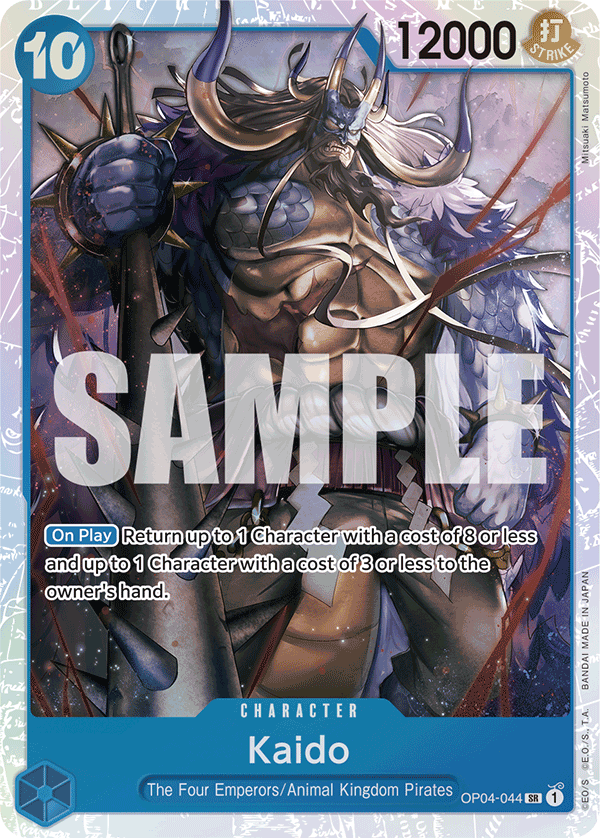 10
12000
打
STRIKE
Mitsuaki Matsumoto
SAMPLE
On Play Return up to 1 Character with a cost of 8 or less
and up to 1 Character with a cost of 3 or less to the
owner's hand.
CHARACTER
Kaido
The Four Emperors/Animal Kingdom Pirates
OP04-044 SR 1
©E.O/S, T.A. BANDAI MADE IN JAPAN
©EO/S